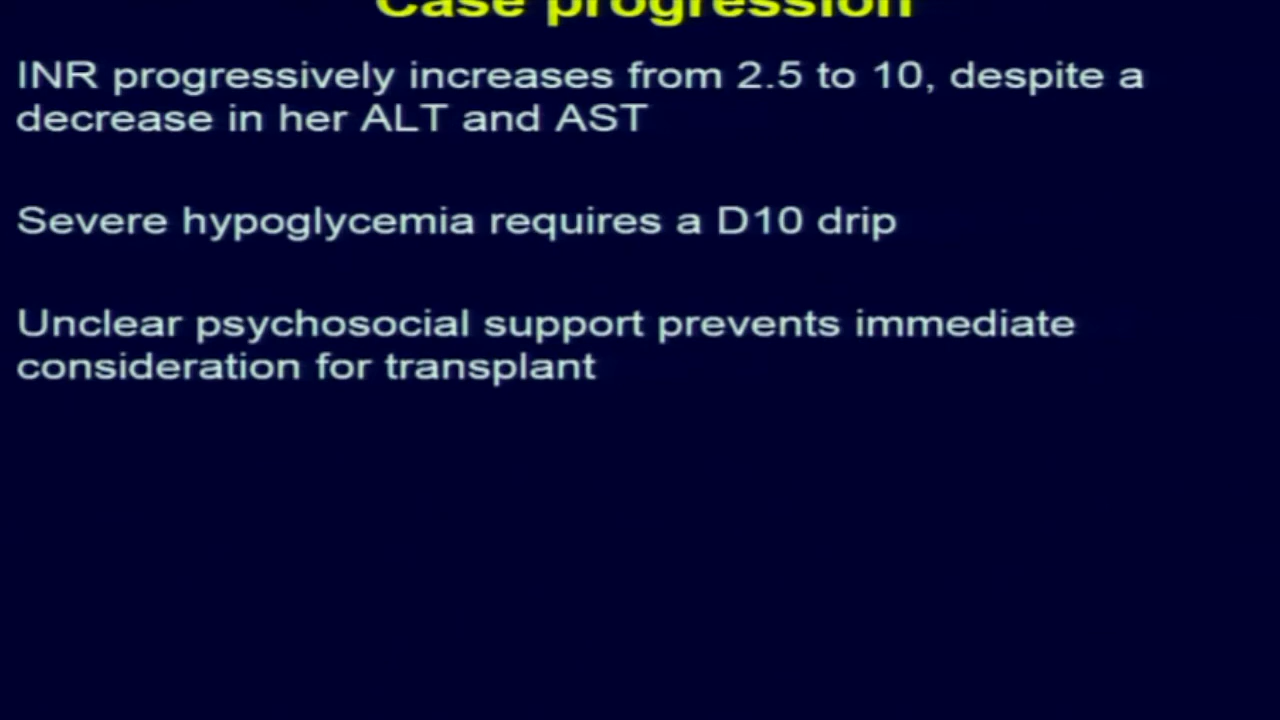 Case progression
INR progressively increases from 2.5 to 10, despite a
decrease in her ALT and AST
Severe hypoglycemia requires a D10 drip
Unclear psychosocial support prevents immediate
consideration for transplant